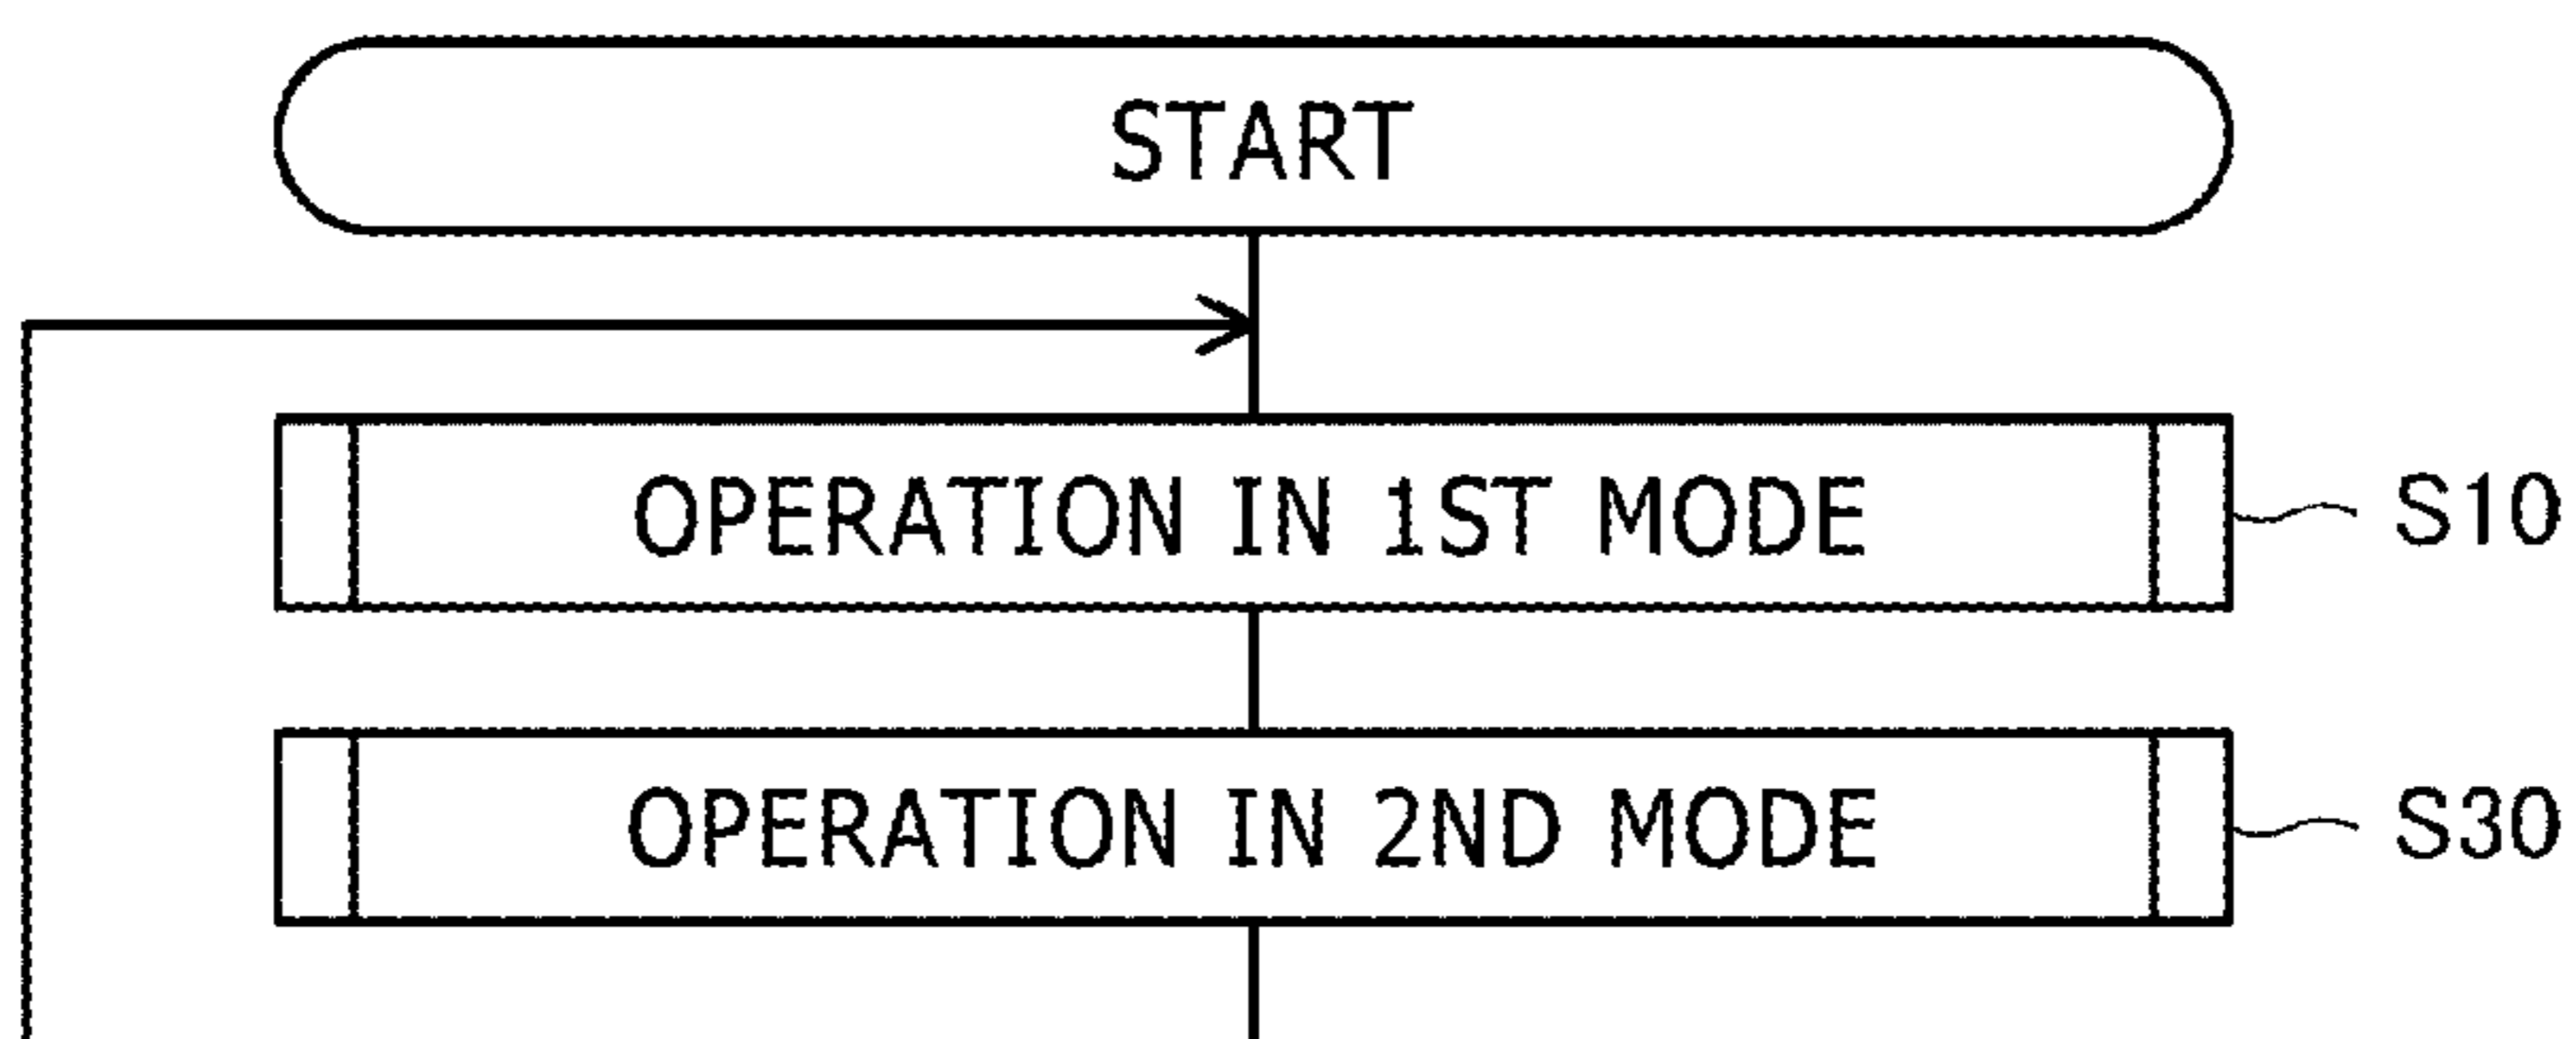 START
OPERATION IN 1ST MODE
S10
OPERATION IN 2ND MODE
S30